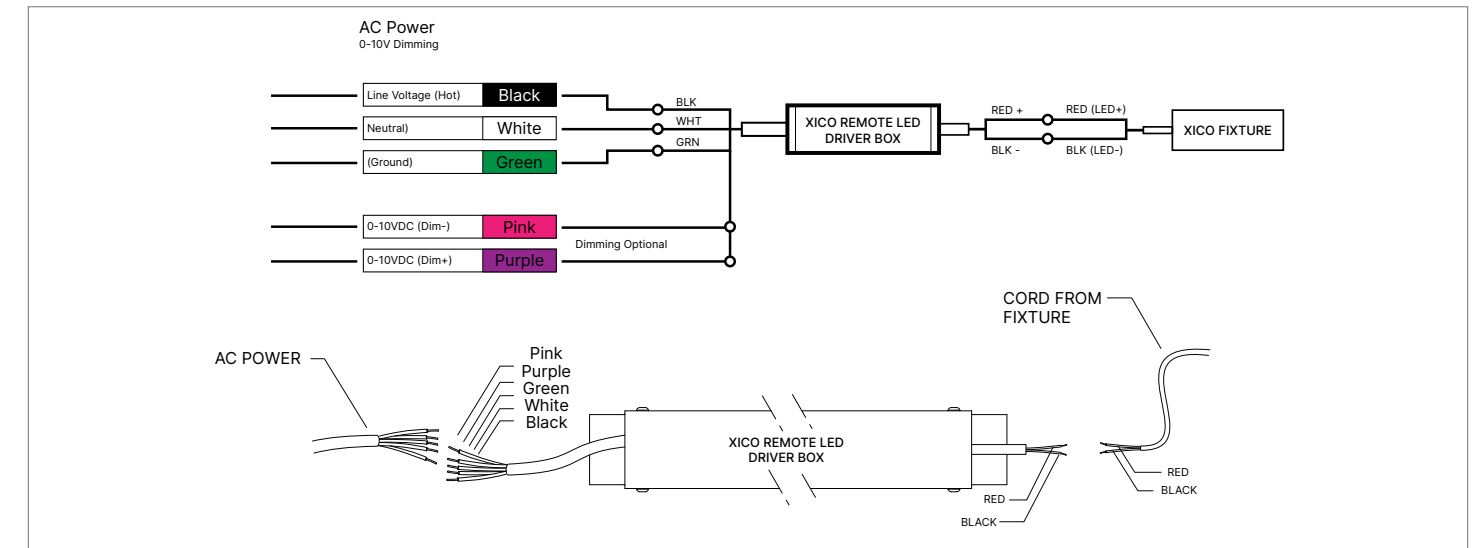 AC Power
0-10V Dimming
Line Voltage (Hot) Black
Neutral) White
(Ground) Green
0-10VDC (Dim-) Pink
0-10VDC (Dim+) Purple
Dimming Optional
BLK
WHT
GRN
XICO REMOTE LED
DRIVER BOX
RED +
BLK -
RED (LED+)
BLK (LED-)
XICO FIXTURE
CORD FROM
FIXTURE
AC POWER
Pink
Purple
Green
White
Black
XICO REMOTE LED
DRIVER BOX
RED
BLACK
RED
BLACK